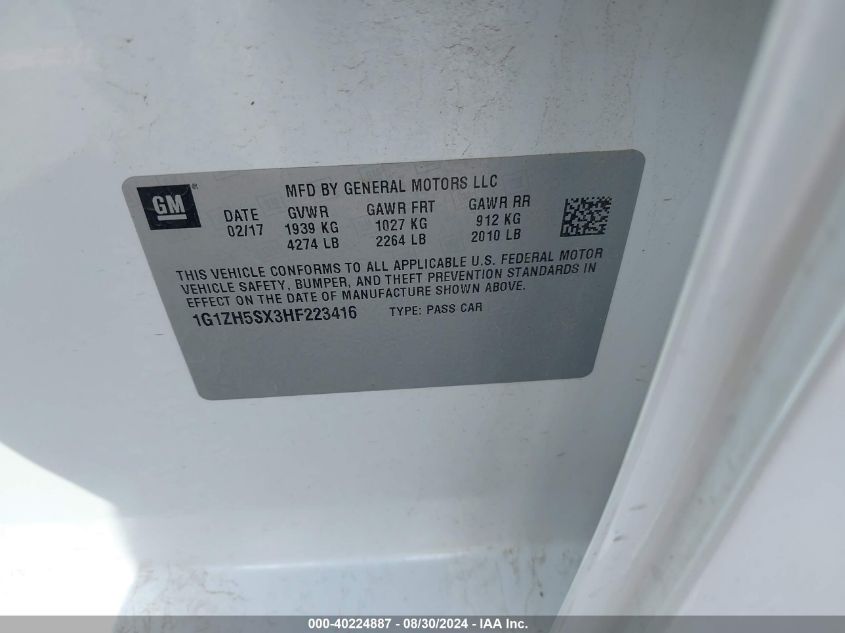 GM
MFD BY GENERAL MOTORS LLC
DATE GVWR GAWR FRT GAWR RR
02/17 1939 KG 1027 KG 912 KG
4274 LB 2264 LB 2010 LB
THIS VEHICLE CONFORMS TO ALL APPLICABLE U.S. FEDERAL MOTOR
VEHICLE SAFETY, BUMPER, AND THEFT PREVENTION STANDARDS IN
EFFECT ON THE DATE OF MANUFACTURE SHOWN ABOVE.
1G1ZH5SX3HF223416 TYPE: PASS CAR
000-40224887 - 08/30/2024 - IAA Inc.